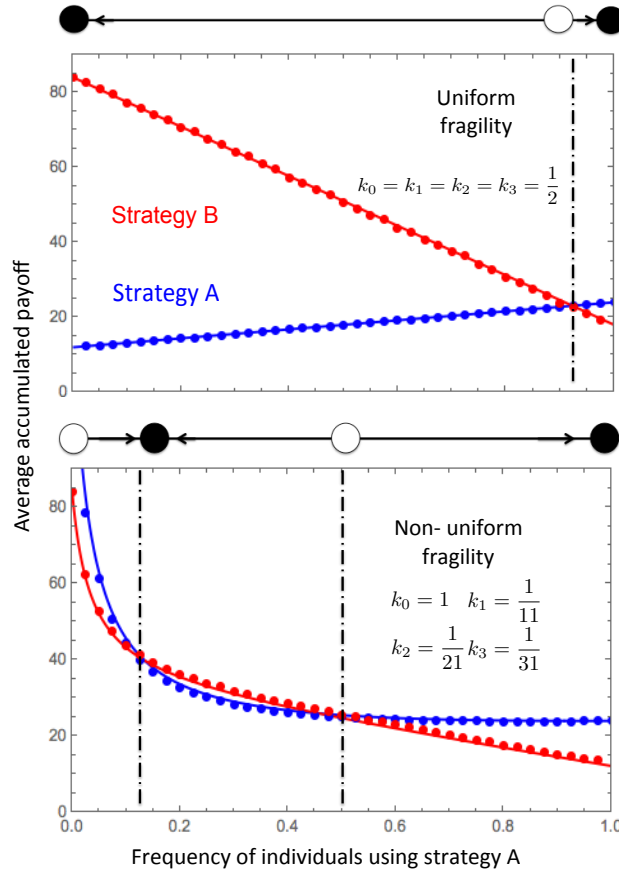 80
60
40
20
0
Uniform
fragility
k₀ = k₁ = k₂ = k₃ = 1/2
Strategy B
Strategy A
Average accumulated payoff
80
60
40
20
0
Non- uniform
fragility
k₀ = 1 k₁ = 1/11
k₂ = 1/21 k₃ = 1/31
0.0 0.2 0.4 0.6 0.8 1.0
Frequency of individuals using strategy A